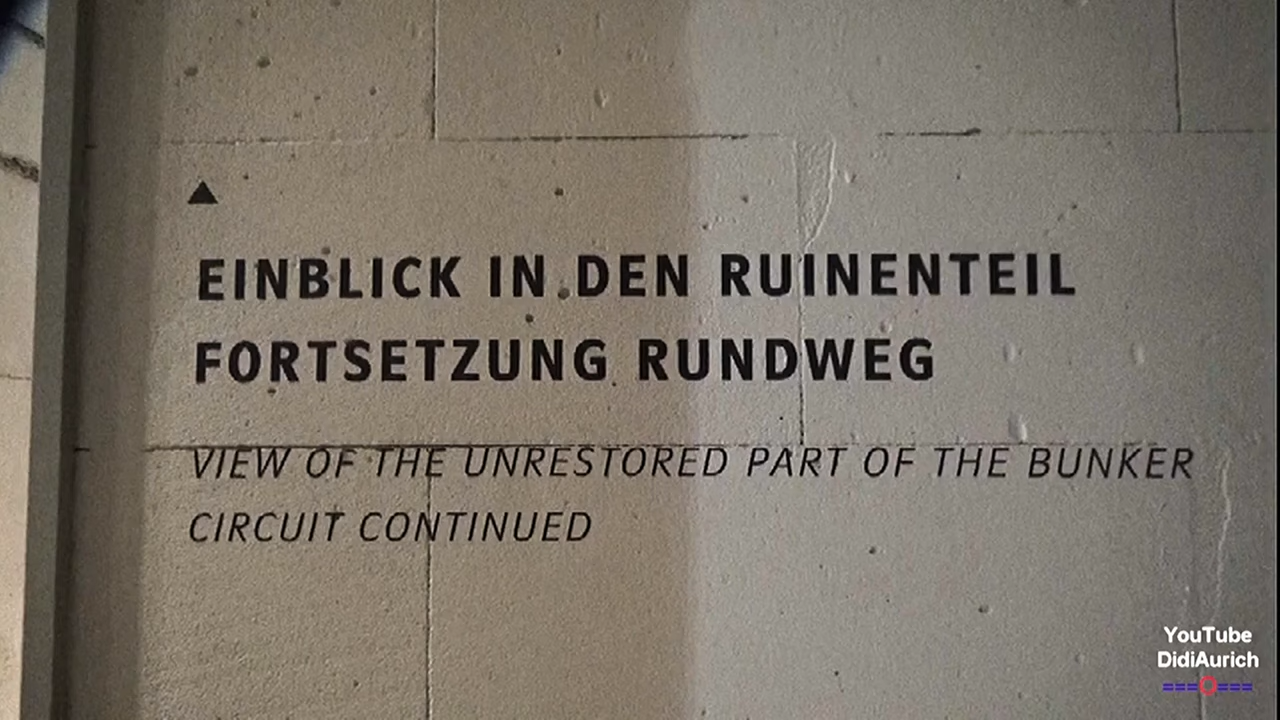 EINBLICK IN DEN RUINENTEIL
FORTSETZUNG RUNDWEG
VIEW OF THE UNRESTORED PART OF THE BUNKER
CIRCUIT CONTINUED
YouTube
DidiAurich
===O===